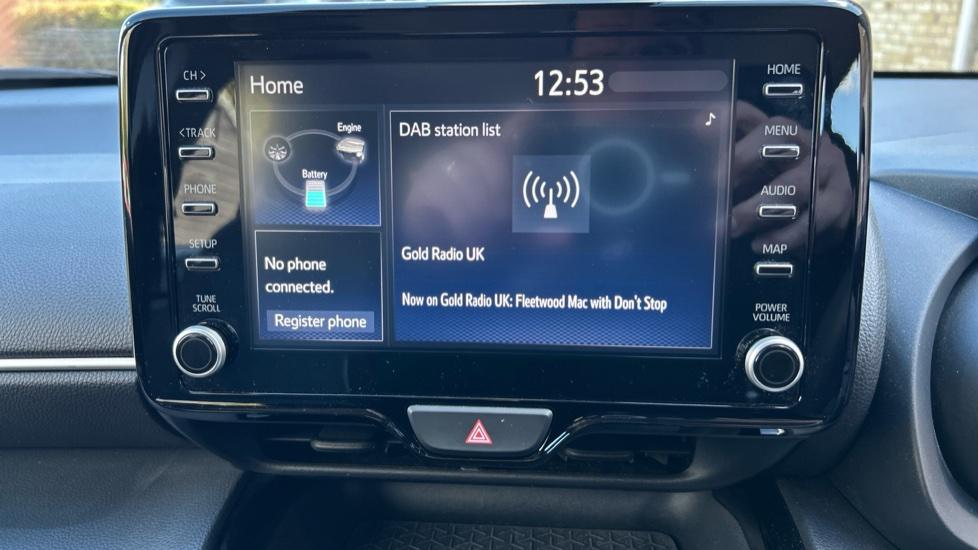 CH >
<TRACK
PHONE
SETUP
TUNE
SCROLL
Home
12:53
Engine
Battery
No phone
connected.
Register phone
DAB station list
Gold Radio UK
Now on Gold Radio UK: Fleetwood Mac with Don't Stop
HOME
MENU
AUDIO
MAP
POWER
VOLUME